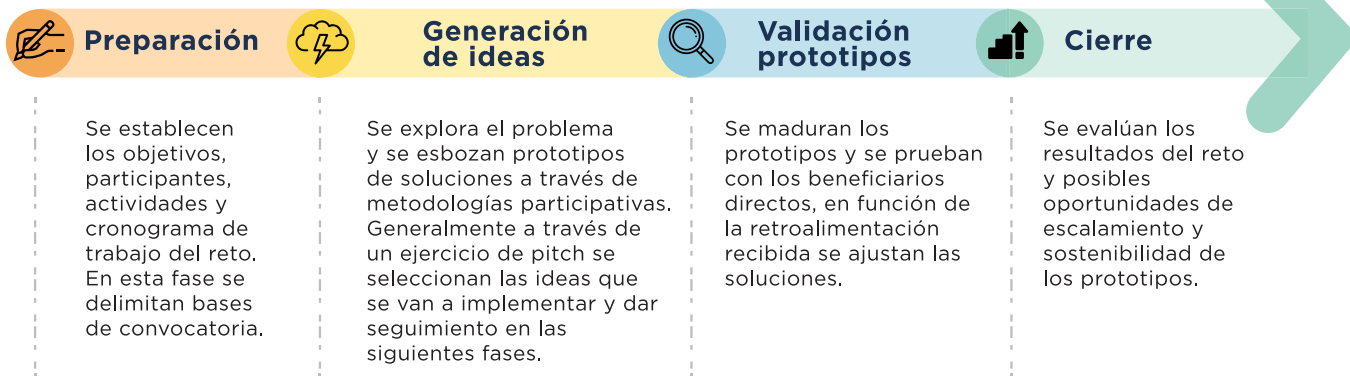 Preparación
Se establecen
los objetivos,
participantes,
actividades y
cronograma de
trabajo del reto.
En esta fase se
delimitan bases
de convocatoria.
Generación
de ideas
Se explora el problema
y se esbozan prototipos
de soluciones a través de
metodologías participativas.
Generalmente a través de
un ejercicio de pitch se
seleccionan las ideas que
se van a implementar y dar
seguimiento en las
siguientes fases.
Validación
prototipos
Se maduran los
prototipos y se prueban
con los beneficiarios
directos, en función de
la retroalimentación
recibida se ajustan las
soluciones.
Cierre
Se evalúan los
resultados del reto
y posibles
oportunidades de
escalamiento y
sostenibilidad de
los prototipos.